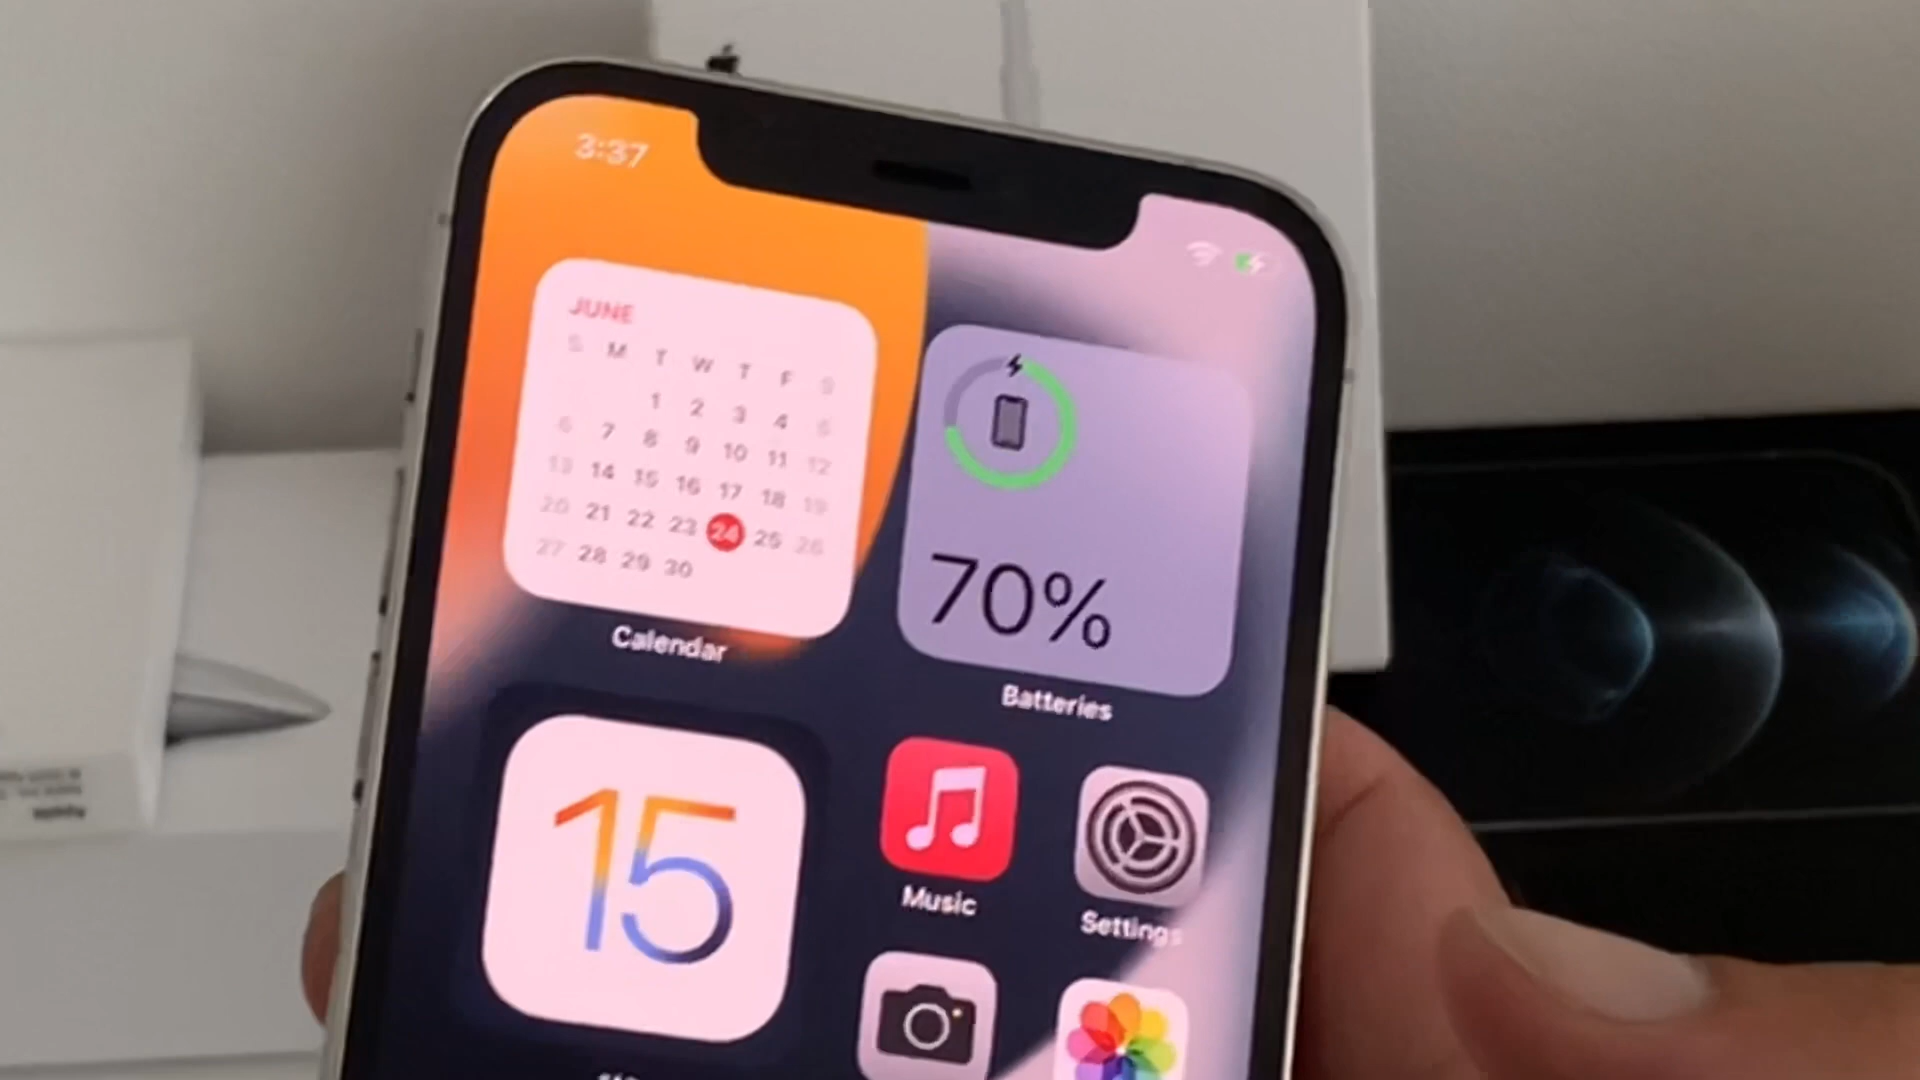 3:37
JUNE
S M T W T F S
1 2 3 4 5
6 7 8 9 10 11 12
13 14 15 16 17 18 19
20 21 22 23 24 25 26
27 28 29 30
Calendar
70%
Batteries
15
Music
Settings